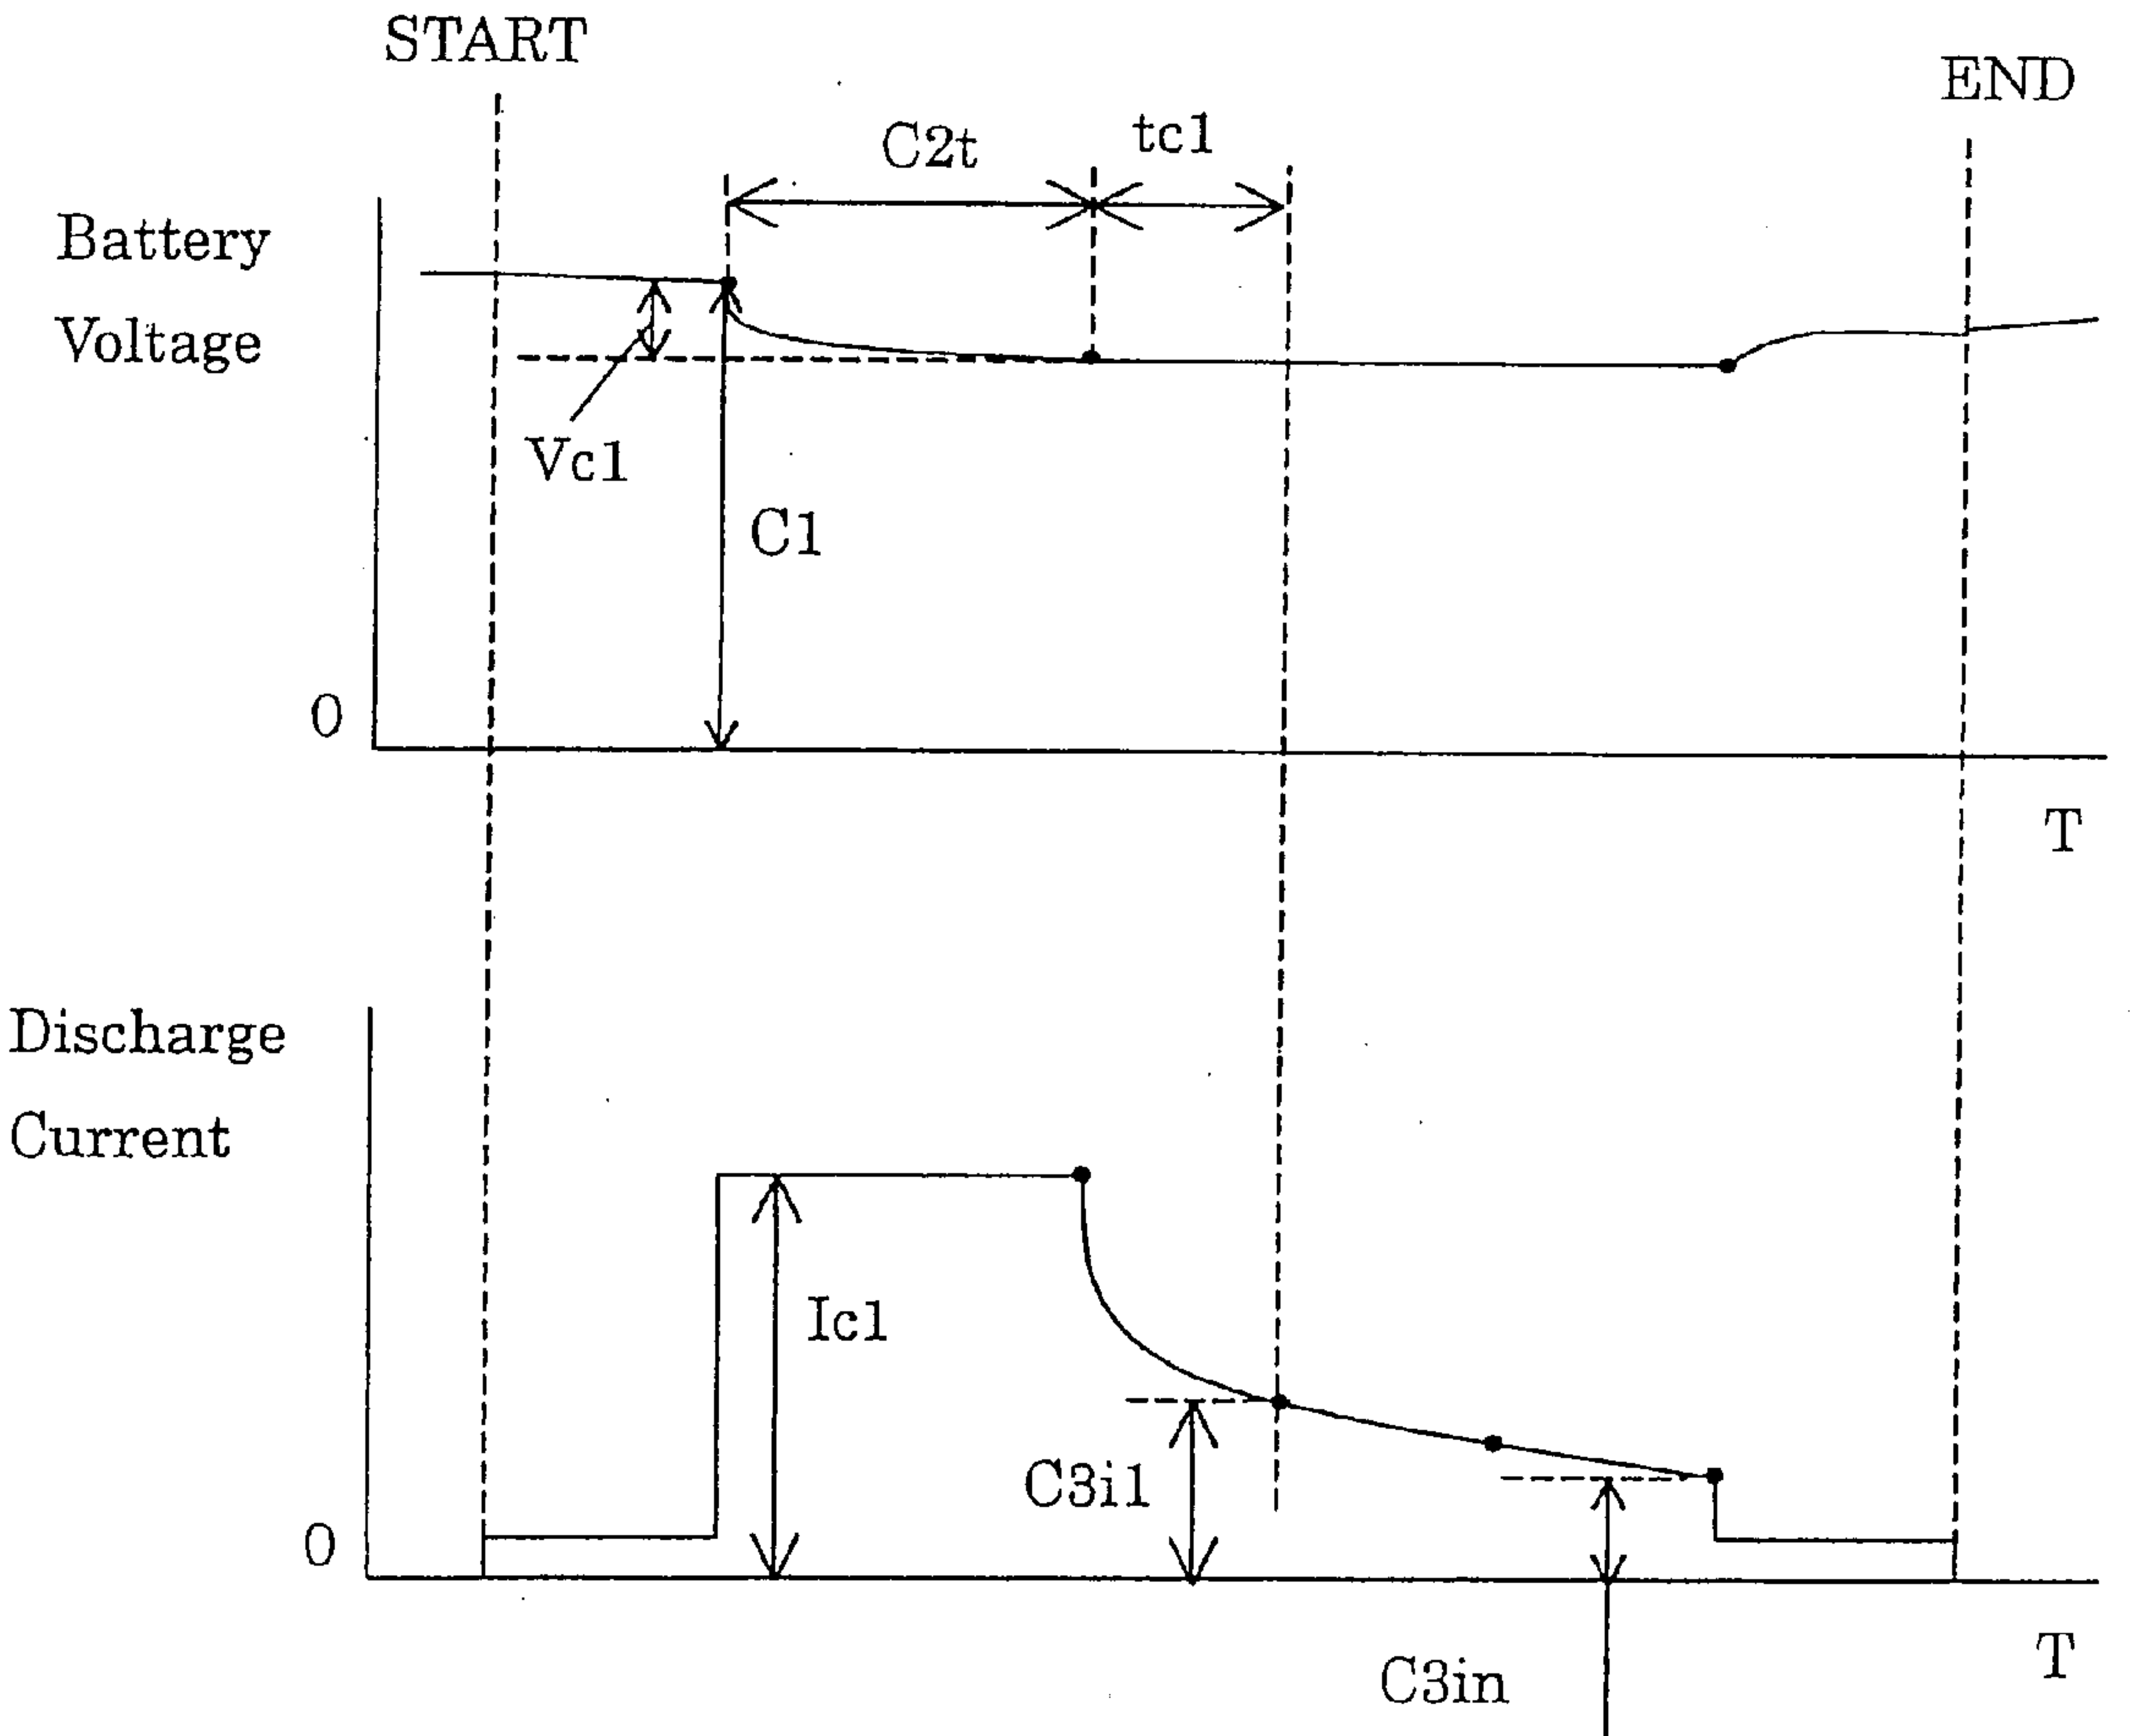 START
END
C2t
tc1
Battery
Voltage
Vc1
C1
0
T
Discharge
Current
Ic1
C3i1
0
T
C3in